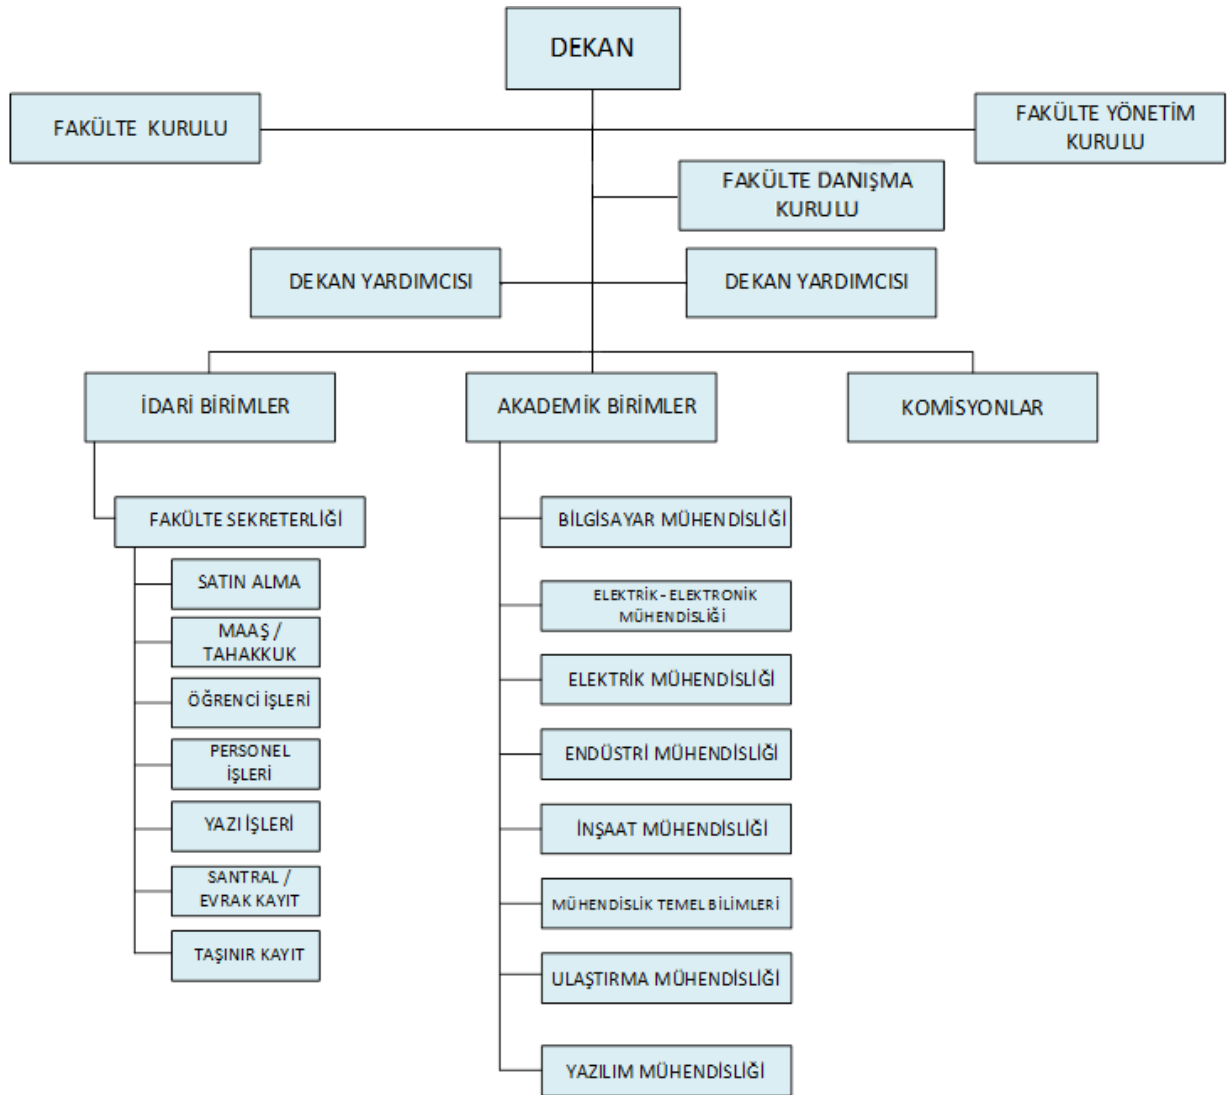 DEKAN
FAKÜLTE KURULU
FAKÜLTE YÖNETİM
KURULU
FAKÜLTE DANIŞMA
KURULU
DEKAN YARDIMCISI
DEKAN YARDIMCISI
İDARİ BİRİMLER
AKADEMİK BİRİMLER
KOMİSYONLAR
FAKÜLTE SEKRETERLİĞİ
SATIN ALMA
MAAŞ /
TAHAKKUK
ÖĞRENCİ İŞLERİ
PERSONEL
İŞLERİ
YAZI İŞLERİ
SANTRAL /
EVRAK KAYIT
TAŞINIR KAYIT
BİLGİSAYAR MÜHENDİSLİĞİ
ELEKTRİK - ELEKTRONİK
MÜHENDİSLİĞİ
ELEKTRİK MÜHENDİSLİĞİ
ENDÜSTRİ MÜHENDİSLİĞİ
İNŞAAT MÜHENDİSLİĞİ
MÜHENDİSLİK TEMEL BİLİMLERİ
ULAŞTIRMA MÜHENDİSLİĞİ
YAZILIM MÜHENDİSLİĞİ